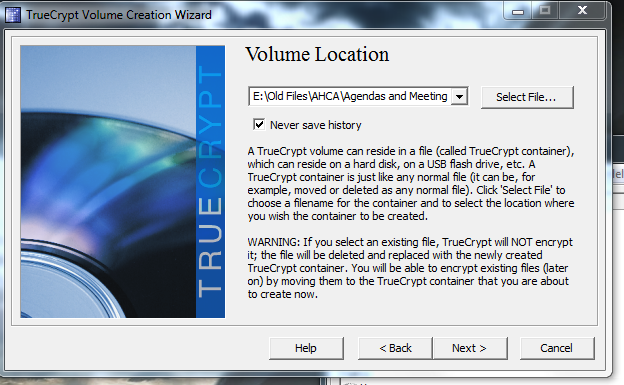 TrueCrypt Volume Creation Wizard
TRUECRYPT
Volume Location
E:\Old Files\AHCA\Agendas and Meeting
Select File...
Never save history
A TrueCrypt volume can reside in a file (called TrueCrypt container),
which can reside on a hard disk, on a USB flash drive, etc. A
TrueCrypt container is just like any normal file (it can be, for
example, moved or deleted as any normal file). Click 'Select File' to
choose a filename for the container and to select the location where
you wish the container to be created.
WARNING: If you select an existing file, TrueCrypt will NOT encrypt
it; the file will be deleted and replaced with the newly created
TrueCrypt container. You will be able to encrypt existing files (later
on) by moving them to the TrueCrypt container that you are about
to create now.
Help
< Back
Next >
Cancel